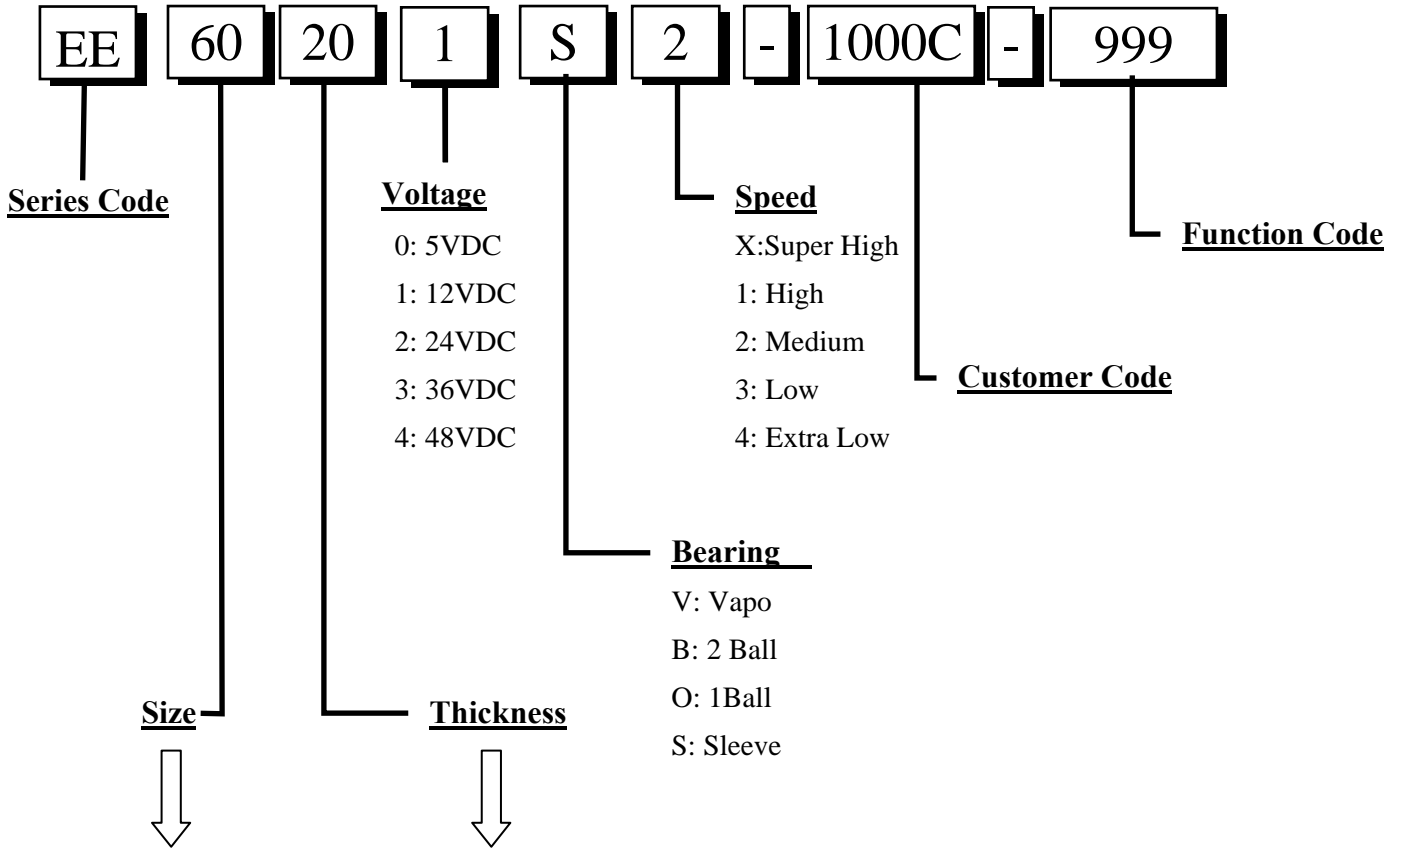 EE 60 20 1 S 2 - 1000C - 999
Series Code
Voltage
0: 5VDC
1: 12VDC
2: 24VDC
3: 36VDC
4: 48VDC
Speed
X:Super High
1: High
2: Medium
3: Low
4: Extra Low
Function Code
Customer Code
Bearing
V: Vapo
B: 2 Ball
O: 1Ball
S: Sleeve
Size
Thickness